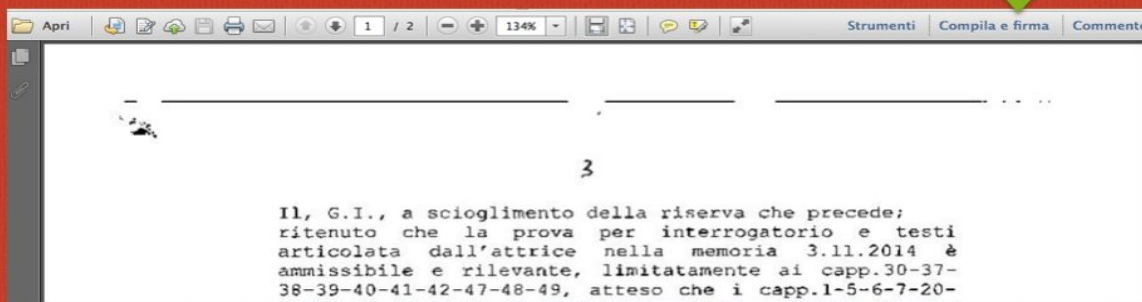 Apri 1 / 2 134% Strumenti Compila e firma Commento
3
Il, G.I., a scioglimento della riserva che precede;
ritenuto che la prova per interrogatorio e testi
articolata dall'attrice nella memoria 3.11.2014 è
ammissibile e rilevante, limitatamente ai capp.30-37-
38-39-40-41-42-47-48-49, atteso che i capp.1-5-6-7-20-